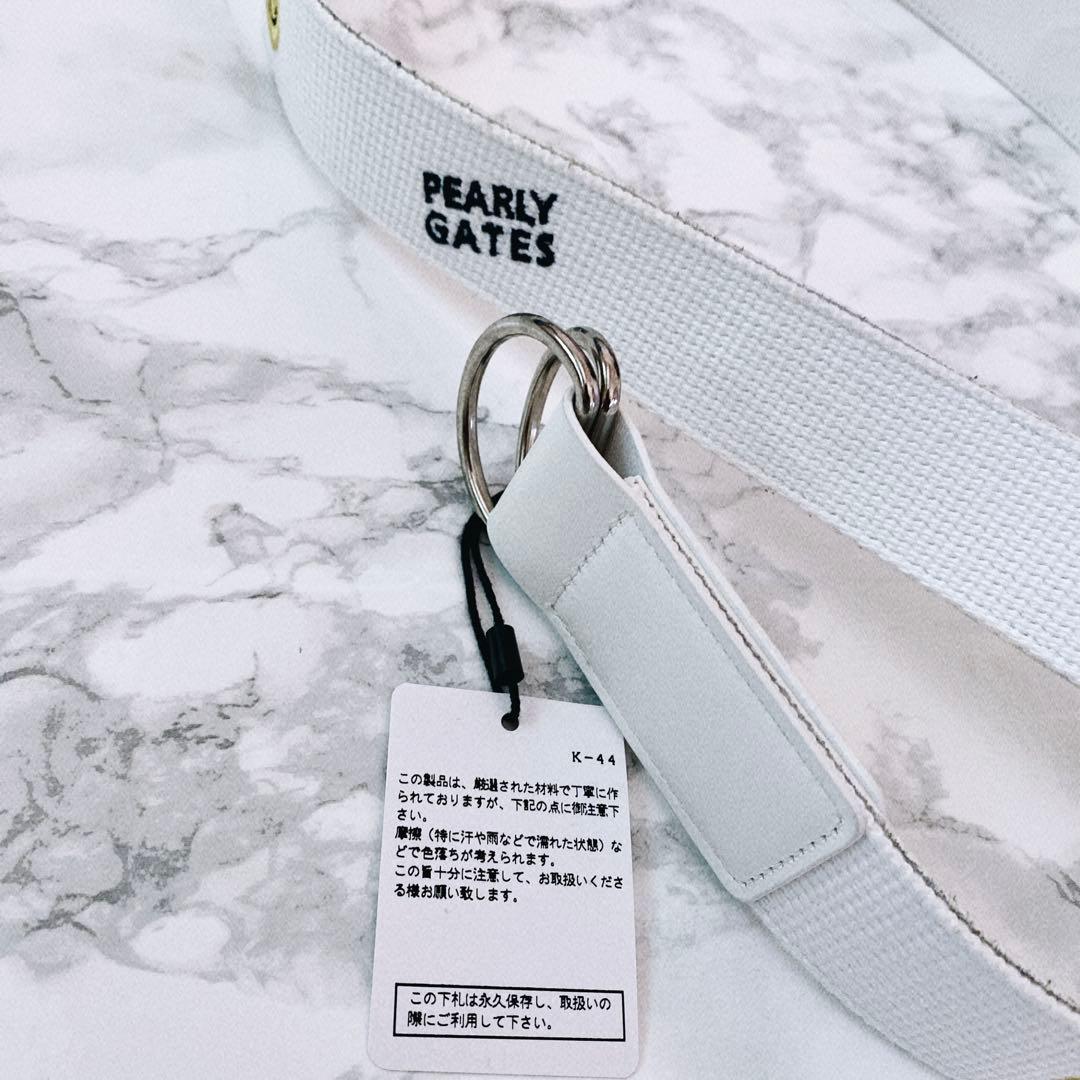 PEARLY
GATES
K-44
この製品は、厳選された材料で丁寧に作
られておりますが、下記の点に御注意下
さい。
摩擦（特に汗や雨などで濡れた状態）な
どで色落ちが考えられます。
この旨十分に注意して、お取扱いくださ
る様お願い致します。
この下札は永久保存し、取扱いの
際にご利用して下さい。